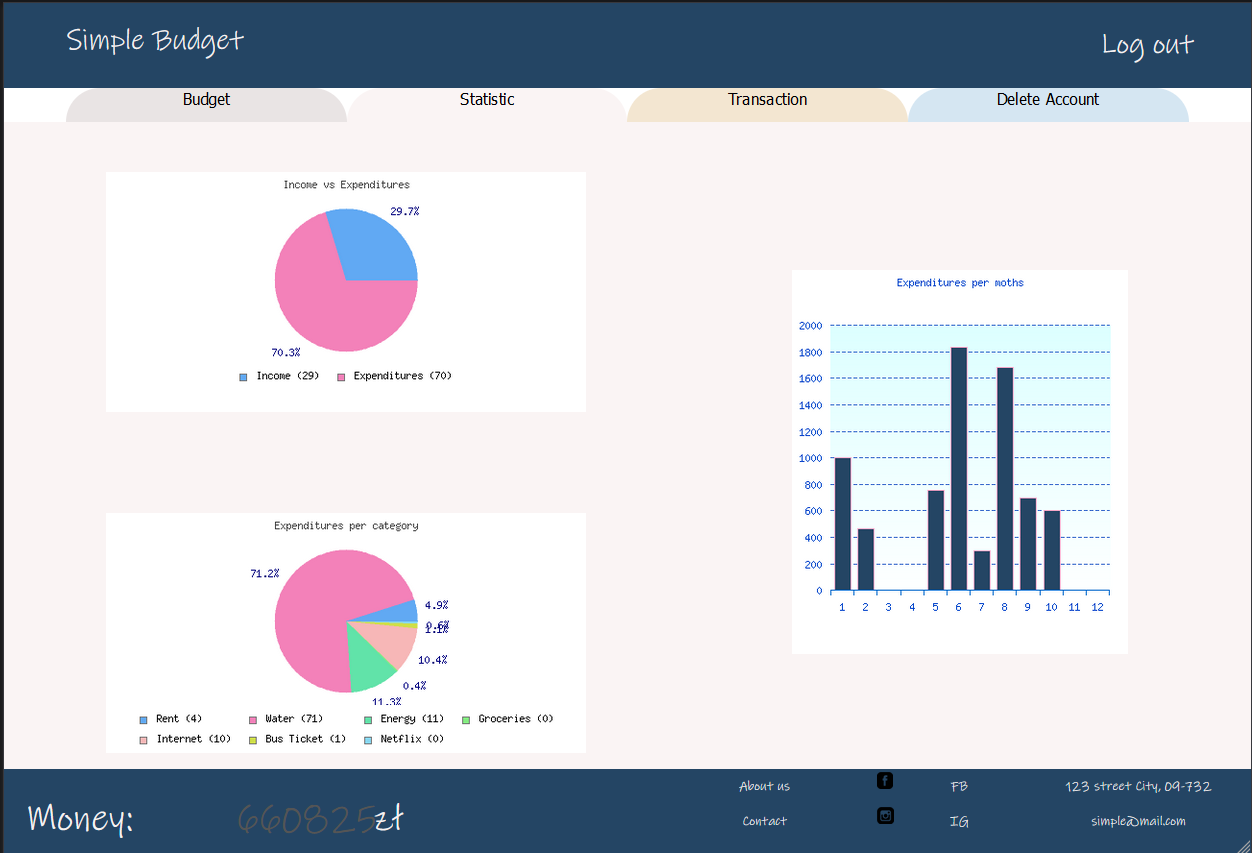 Simple Budget
Log out
Budget
Statistic
Transaction
Delete Account
Income vs Expenditures
29.7%
70.3%
Income (29)
Expenditures (70)
Expenditures per category
71.2%
4.9%
0.6%
1.1%
10.4%
0.4%
11.3%
Rent (4)
Water (71)
Energy (11)
Groceries (0)
Internet (10)
Bus Ticket (1)
Netflix (0)
Expenditures per moths
2000
1800
1600
1400
1200
1000
800
600
400
200
0
1 2 3 4 5 6 7 8 9 10 11 12
Money: 660825zł
About us
FB
123 street City, 09-732
Contact
IG
simple@mail.com